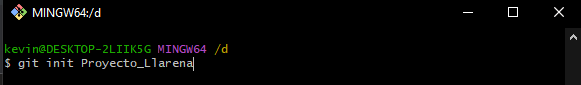 MINGW64:/d
kevin@DESKTOP-2LIIK5G MINGW64 /d
$ git init Proyecto_Llarena